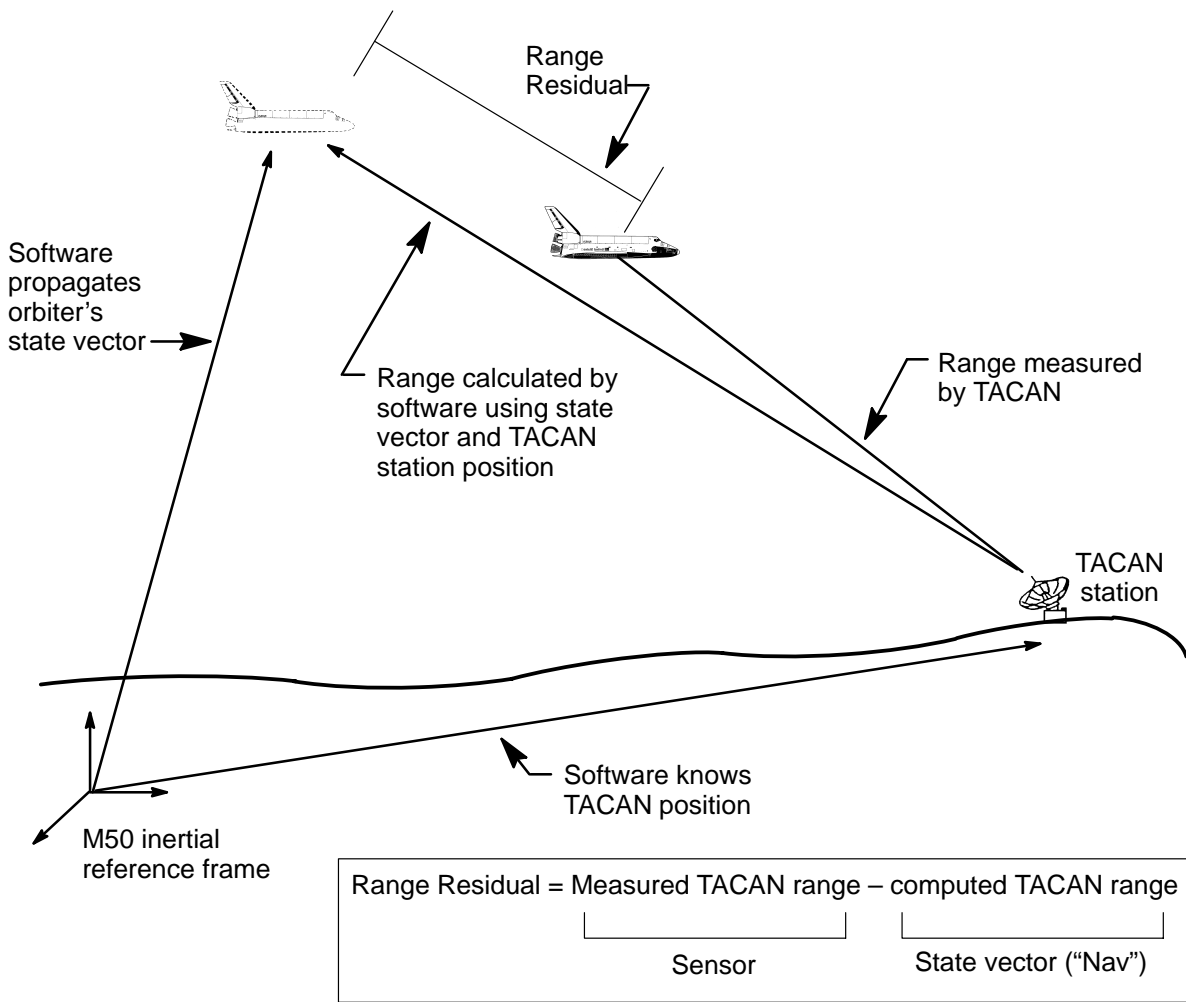 Range
Residual
Software
propagates
orbiter’s
state vector
Range calculated by
software using state
vector and TACAN
station position
Range measured
by TACAN
TACAN
station
Software knows
TACAN position
M50 inertial
reference frame
Range Residual = Measured TACAN range – computed TACAN range
Sensor
State vector (“Nav”)